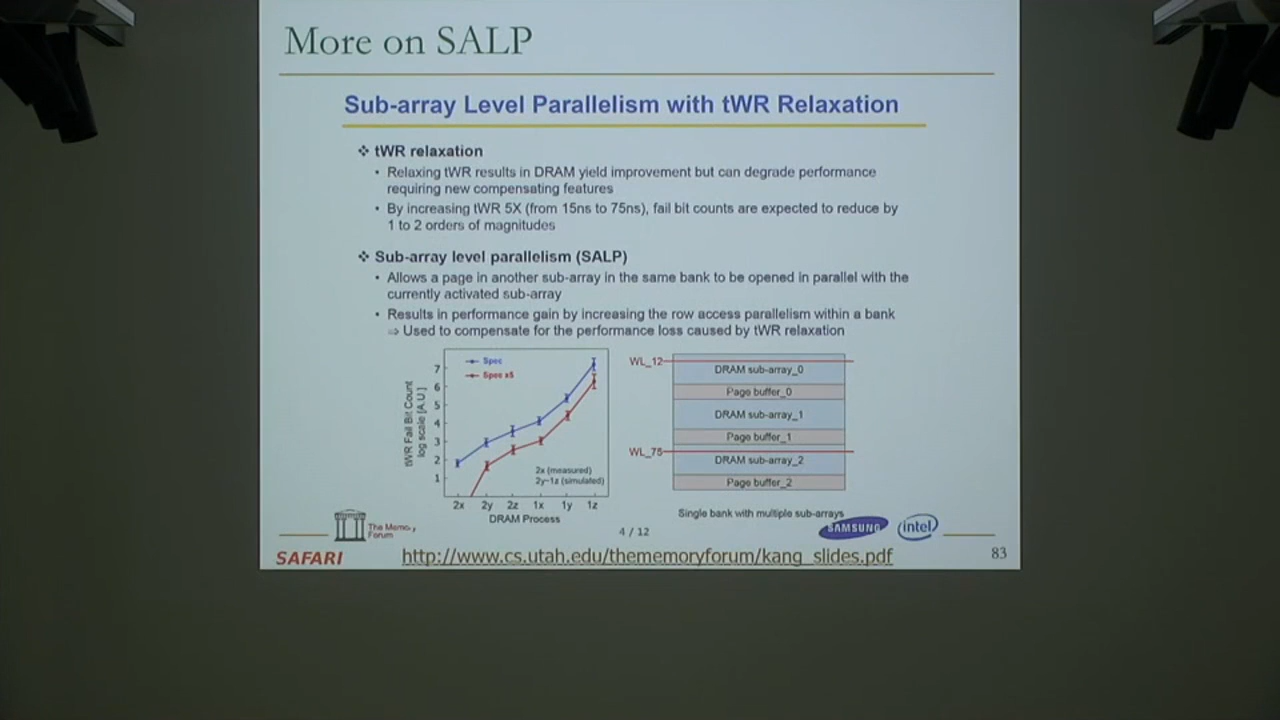 More on SALP
Sub-array Level Parallelism with tWR Relaxation
❖ tWR relaxation
• Relaxing tWR results in DRAM yield improvement but can degrade performance
requiring new compensating features
• By increasing tWR 5X (from 15ns to 75ns), fail bit counts are expected to reduce by
1 to 2 orders of magnitudes
❖ Sub-array level parallelism (SALP)
• Allows a page in another sub-array in the same bank to be opened in parallel with the
currently activated sub-array
• Results in performance gain by increasing the row access parallelism within a bank
⇒ Used to compensate for the performance loss caused by tWR relaxation
tWR Fail Bit Count
log scale [A.U.]
7
6
5
4
3
2
1
Spec
Spec x5
2x (measured)
2y~1z (simulated)
2x 2y 2z 1x 1y 1z
DRAM Process
WL_12
DRAM sub-array_0
Page buffer_0
DRAM sub-array_1
Page buffer_1
WL_75
DRAM sub-array_2
Page buffer_2
Single bank with multiple sub-arrays
The Memory
Forum
4 / 12
SAMSUNG
intel
SAFARI
http://www.cs.utah.edu/thememoryforum/kang_slides.pdf
83